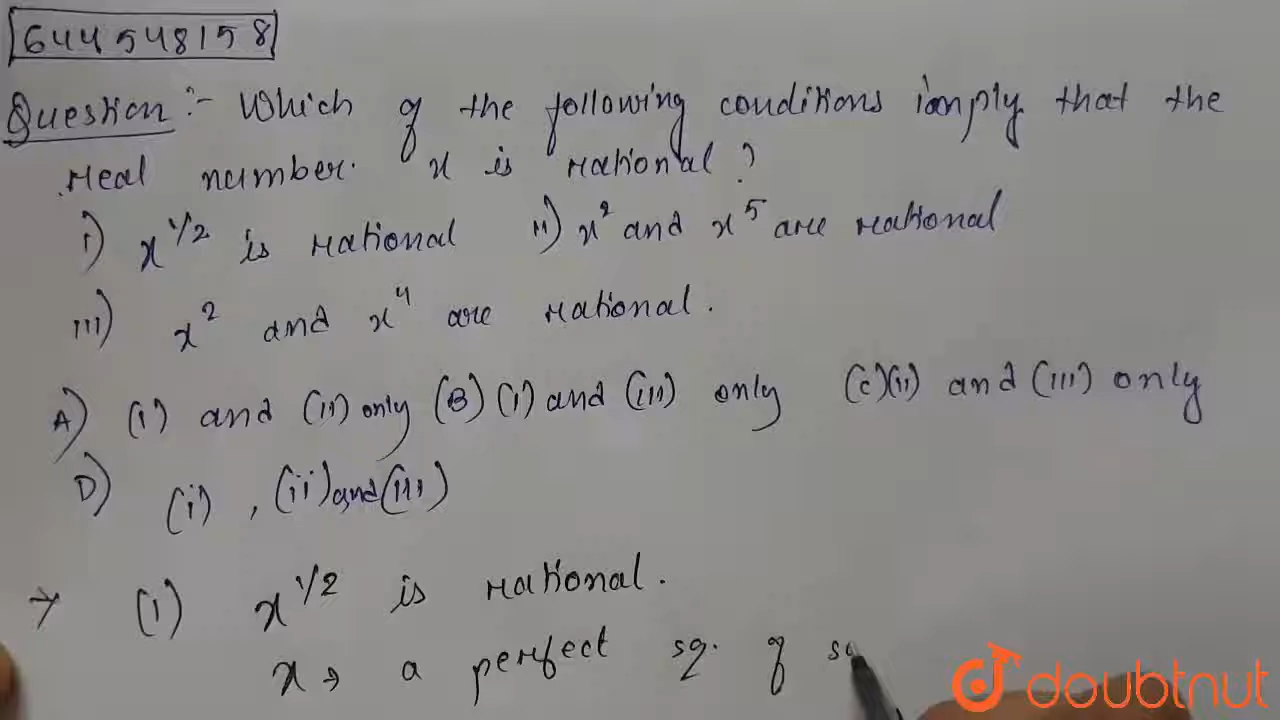 644548158
Question :- Which of the following conditions imply that the
real number. x is rational?
I) x^1/2 is rational II) x^2 and x^5 are rational
III) x^2 and x^4 are rational.
A) (i) and (ii) only (B) (i) and (iii) only (c)(ii) and (iii) only
D) (i), (ii) and (iii)
→ (i) x^1/2 is rational.
x → a perfect sq. of so
doubtnut